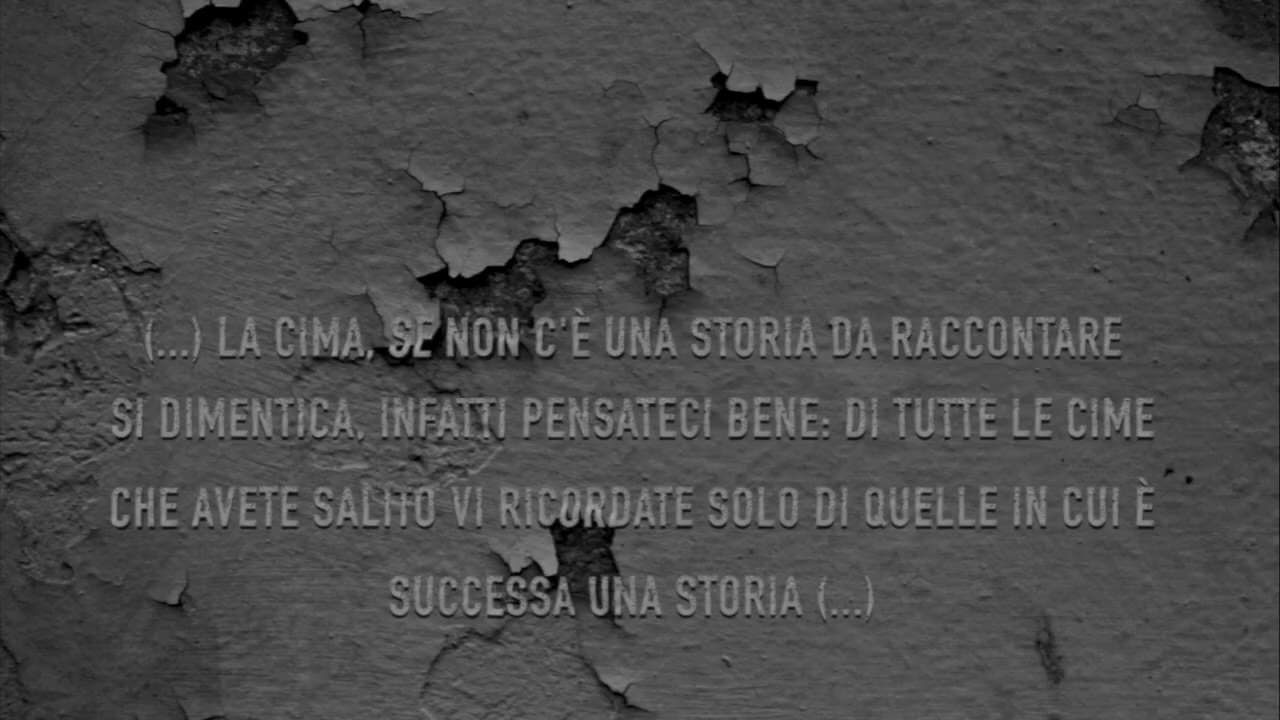 (...) LA CIMA, SE NON C'È UNA STORIA DA RACCONTARE
SI DIMENTICA, INFATTI PENSATECI BENE: DI TUTTE LE CIME
CHE AVETE SALITO VI RICORDATE SOLO DI QUELLE IN CUI È
SUCCESSA UNA STORIA (...)